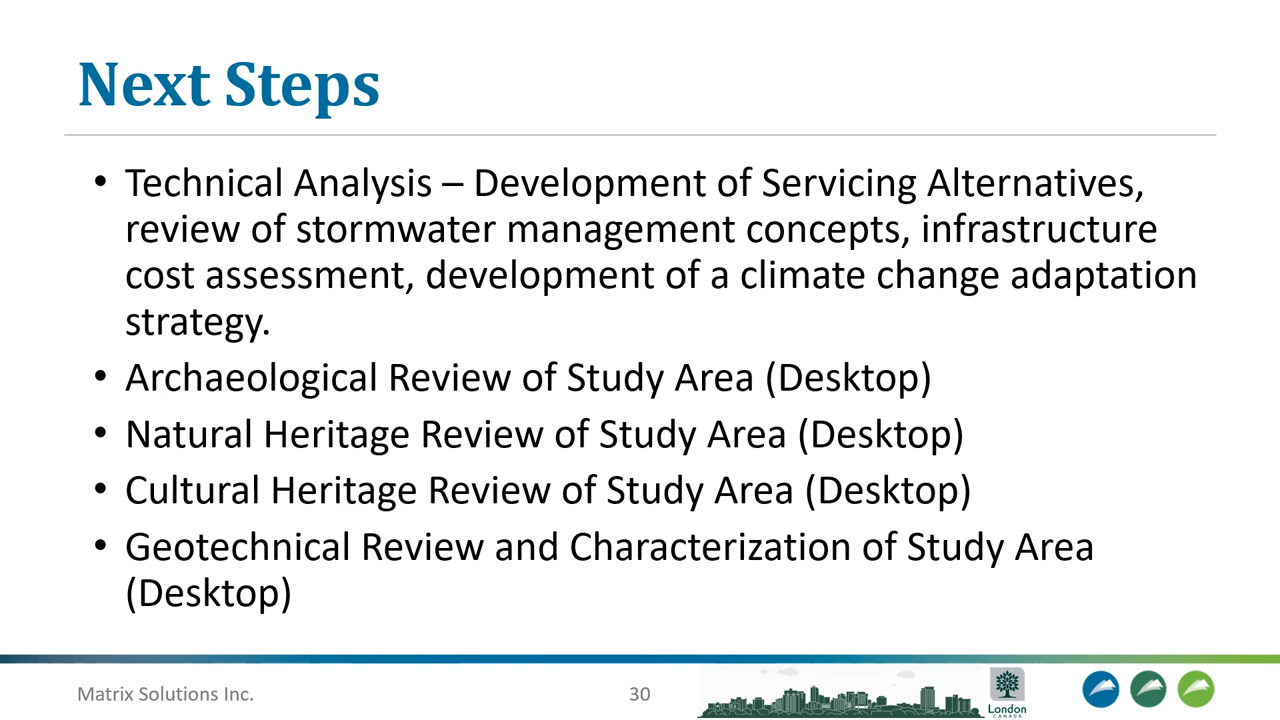 Next Steps
• Technical Analysis – Development of Servicing Alternatives,
review of stormwater management concepts, infrastructure
cost assessment, development of a climate change adaptation
strategy.
• Archaeological Review of Study Area (Desktop)
• Natural Heritage Review of Study Area (Desktop)
• Cultural Heritage Review of Study Area (Desktop)
• Geotechnical Review and Characterization of Study Area
(Desktop)
Matrix Solutions Inc.
30
London
CANADA